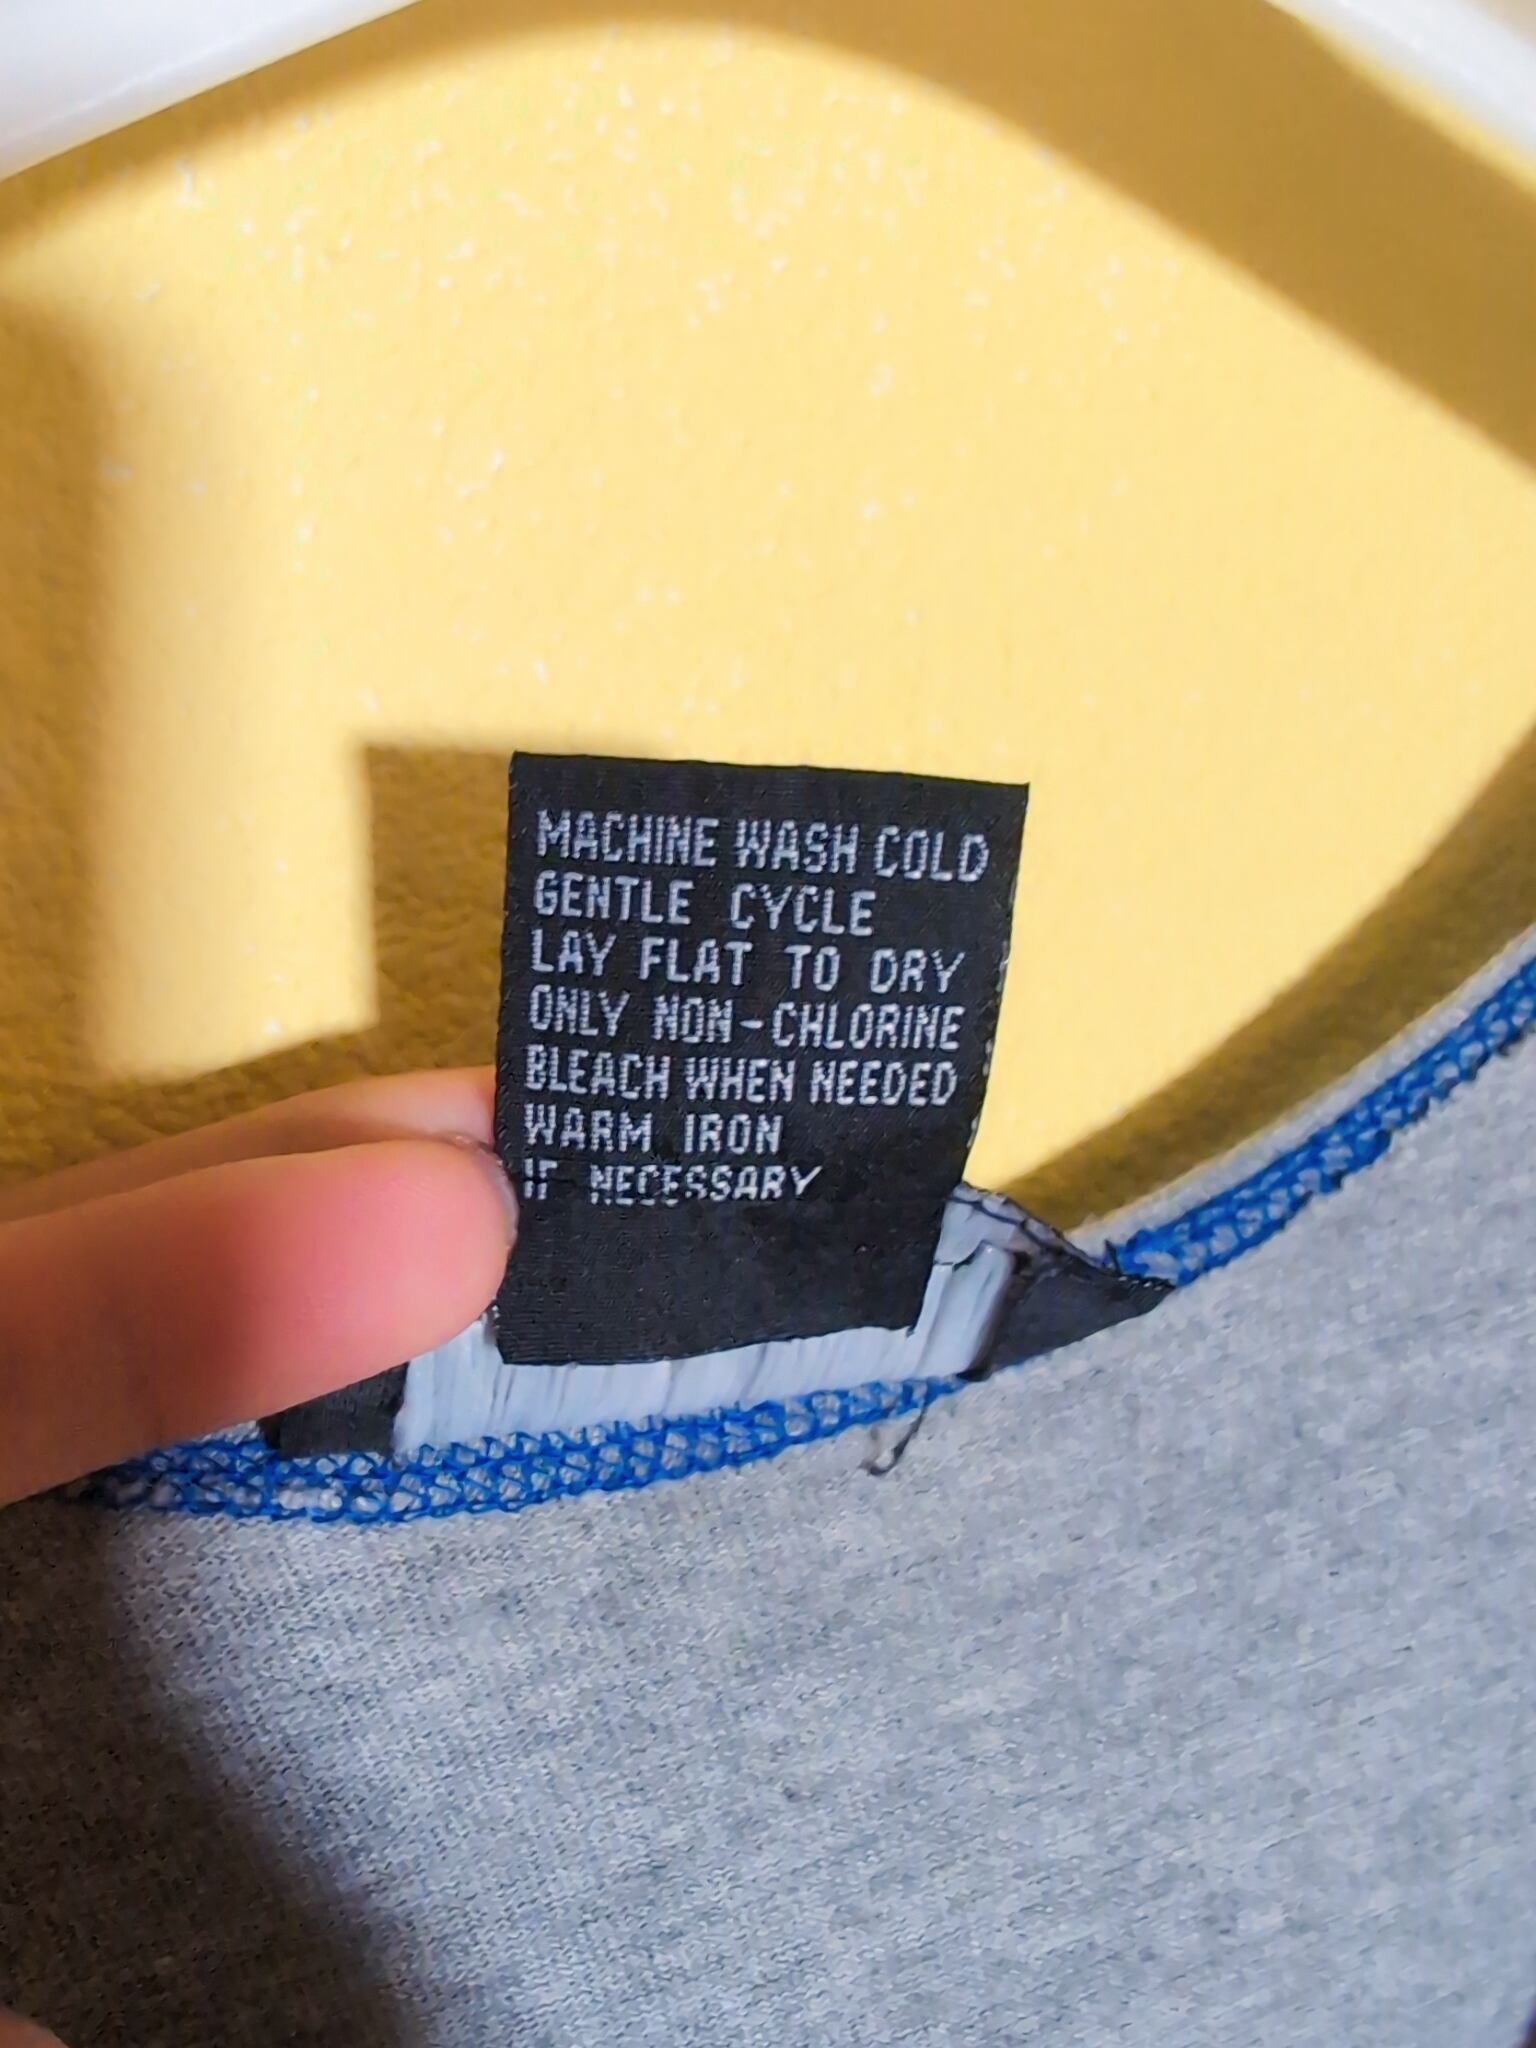 MACHINE WASH COLD
GENTLE CYCLE
LAY FLAT TO DRY
ONLY NON-CHLORINE
BLEACH WHEN NEEDED
WARM IRON
IF NECESSARY